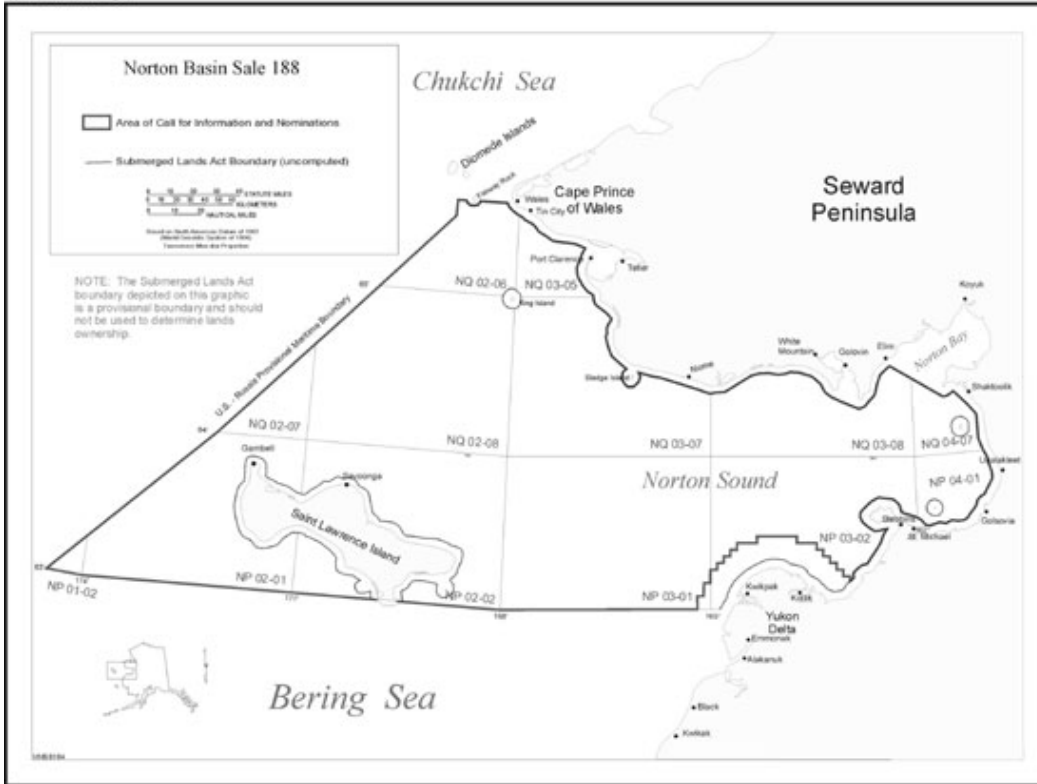 Norton Basin Sale 188
Area of Call for Information and Nominations
Submerged Lands Act Boundary (uncomputed)
STATUTE MILES
KILOMETERS
NAUTICAL MILES
NOTE: The Submerged Lands Act
boundary depicted on this graphic
is a provisional boundary and should
not be used to determine lands
ownership.
Chukchi Sea
Diomede Islands
Fairway Rock
Wales
Tin City
Cape Prince
of Wales
Seward
Peninsula
Port Clarence
Teller
NQ 02-06
NQ 03-05
King Island
U.S. - Russia Provisional Maritime Boundary
Koyuk
Norton Bay
White
Mountain
Golovin
Elim
Nome
Sledge Island
Shaktoolik
NQ 02-07
NQ 02-08
NQ 03-07
NQ 03-08
NQ 04-07
Gambell
Savoonga
Norton Sound
Unalakleet
NP 04-01
Saint Lawrence Island
Golsovia
Stebbins
St. Michael
NP 03-02
NP 01-02
NP 02-01
NP 02-02
NP 03-01
Kwikpak
Kotlik
Yukon
Delta
Emmonak
Alakanuk
Bering Sea
Black
Kwikak